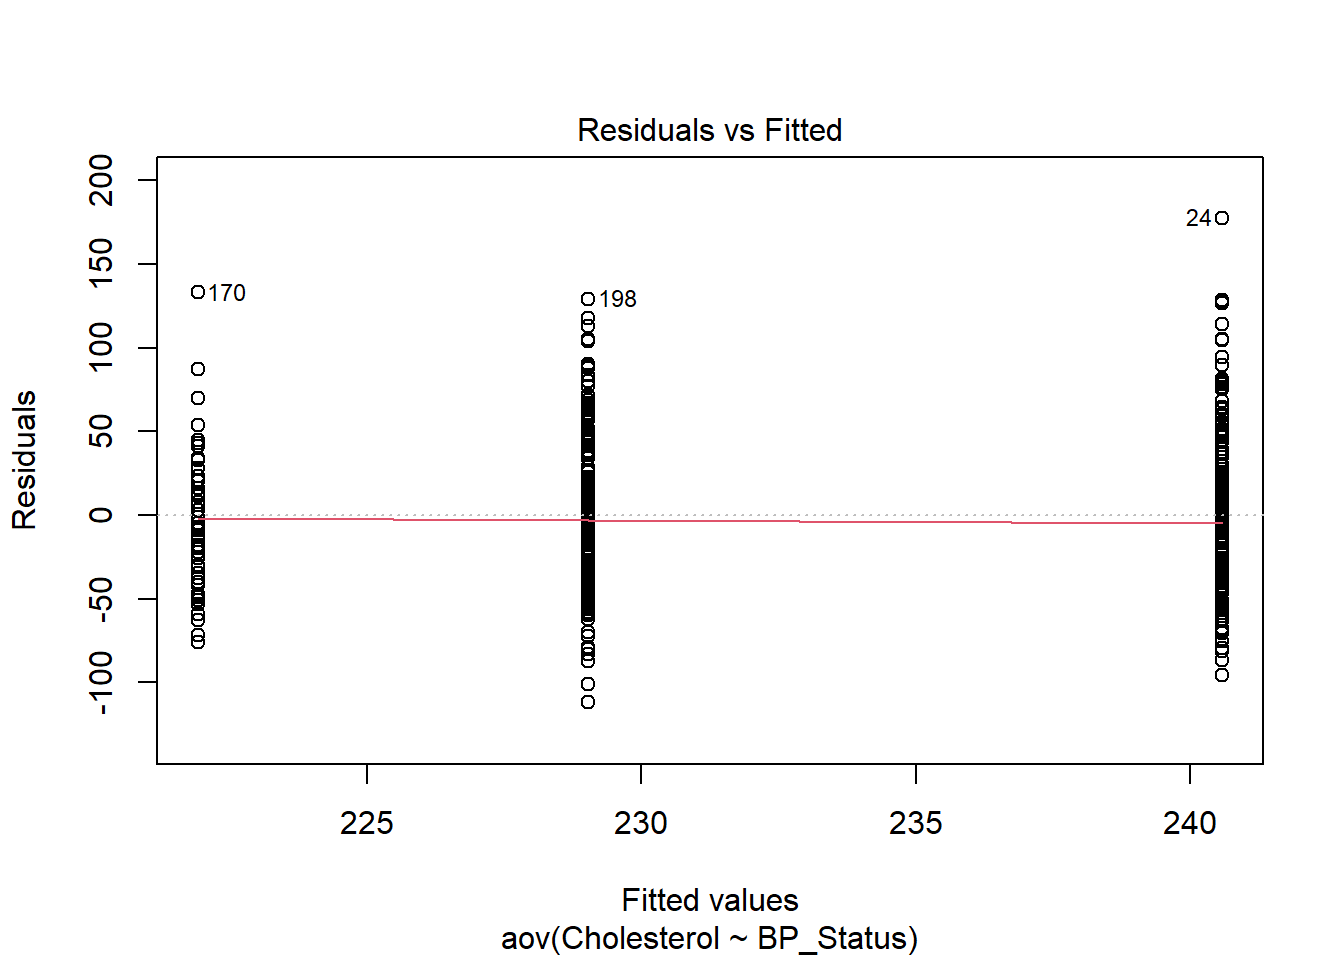 Residuals vs Fitted
200
150
100
50
0
-50
-100
Residuals
24
170
198
225 230 235 240
Fitted values
aov(Cholesterol ~ BP_Status)